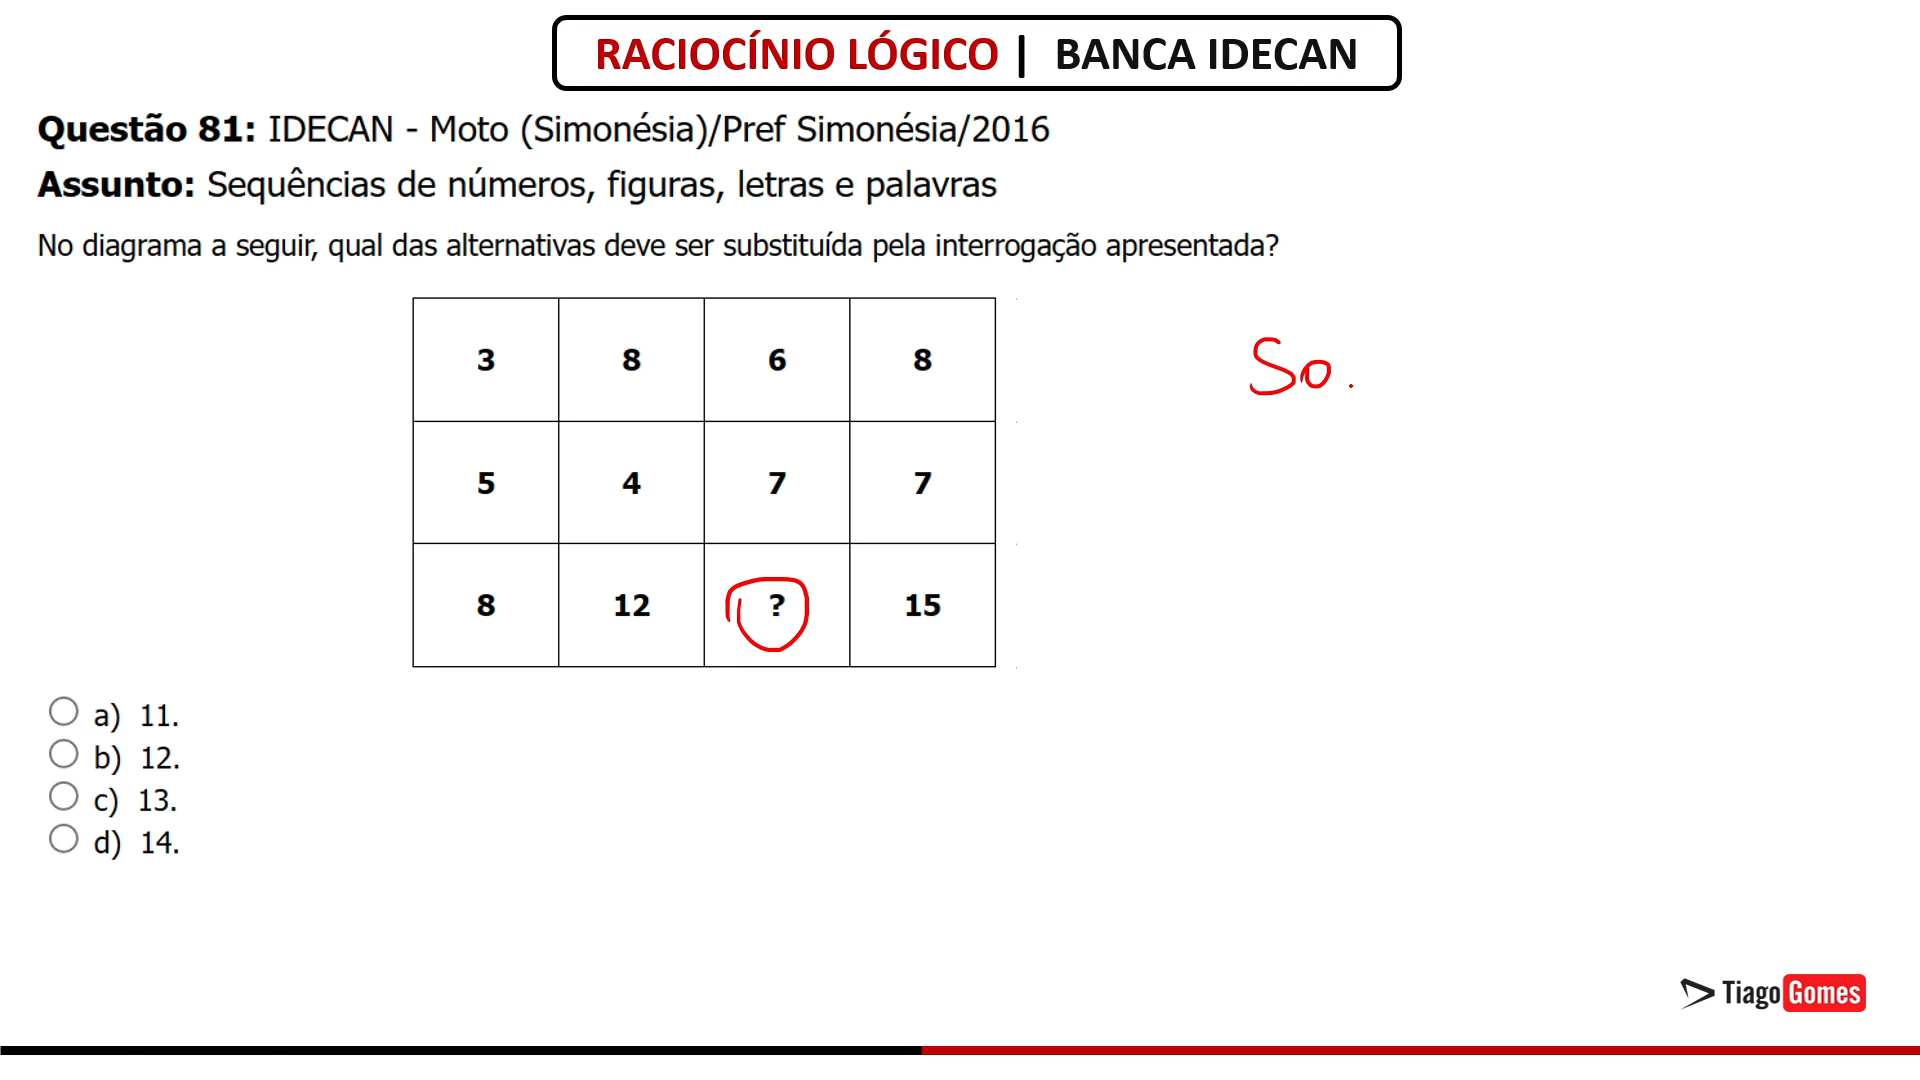 RACIOCÍNIO LÓGICO | BANCA IDECAN
Questão 81: IDECAN - Moto (Simonésia)/Pref Simonésia/2016
Assunto: Sequências de números, figuras, letras e palavras
No diagrama a seguir, qual das alternativas deve ser substituída pela interrogação apresentada?
3 8 6 8
So.
5 4 7 7
8 12 ? 15
a) 11.
b) 12.
c) 13.
d) 14.
Tiago Gomes